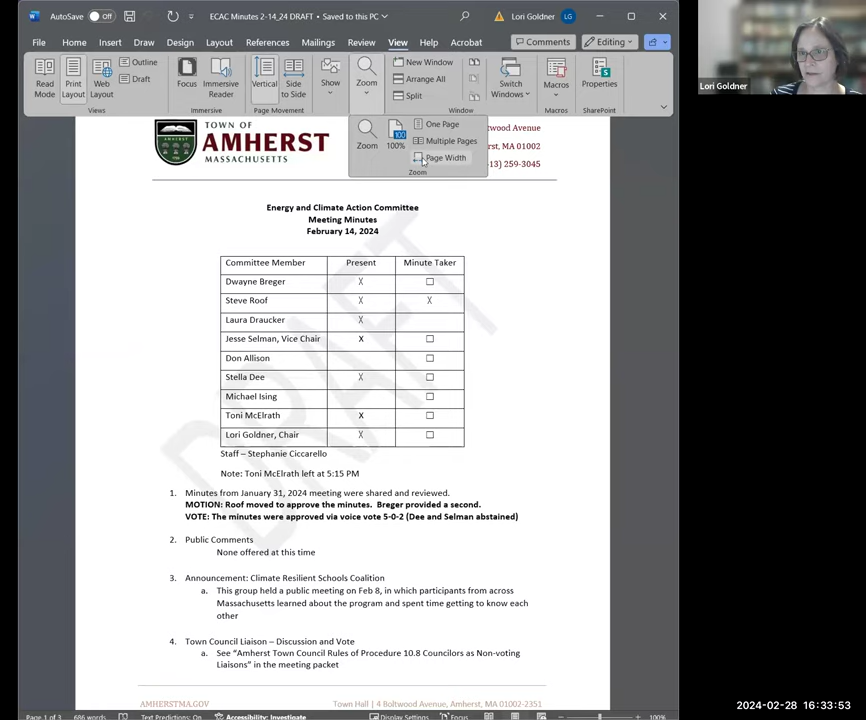 AutoSave Off ECAC Minutes 2-14_24 DRAFT • Saved to this PC Lori Goldner LG
File Home Insert Draw Design Layout References Mailings Review View Help Acrobat Comments Editing
Read Mode Print Layout Web Layout Outline Draft Focus Immersive Reader Vertical Side to Side Show Zoom New Window Arrange All Split Switch Windows Macros Properties
Views Immersive Page Movement Window Macros SharePoint
Zoom 100 100% One Page Multiple Pages Page Width
Zoom
Lori Goldner
TOWN OF
AMHERST
MASSACHUSETTS
twood Avenue
rst, MA 01002
13) 259-3045
Energy and Climate Action Committee
Meeting Minutes
February 14, 2024
DRAFT
Committee Member Present Minute Taker
Dwayne Breger X ☐
Steve Roof X X
Laura Draucker X
Jesse Selman, Vice Chair X ☐
Don Allison ☐
Stella Dee X ☐
Michael Ising ☐
Toni McElrath X ☐
Lori Goldner, Chair X ☐
Staff – Stephanie Ciccarello
Note: Toni McElrath left at 5:15 PM
1. Minutes from January 31, 2024 meeting were shared and reviewed.
MOTION: Roof moved to approve the minutes. Breger provided a second.
VOTE: The minutes were approved via voice vote 5-0-2 (Dee and Selman abstained)
2. Public Comments
None offered at this time
3. Announcement: Climate Resilient Schools Coalition
a. This group held a public meeting on Feb 8, in which participants from across
Massachusetts learned about the program and spent time getting to know each
other
4. Town Council Liaison – Discussion and Vote
a. See “Amherst Town Council Rules of Procedure 10.8 Councilors as Non-voting
Liaisons” in the meeting packet
AMHERSTMA.GOV Town Hall | 4 Boltwood Avenue, Amherst, MA 01002-2351
Page 1 of 3 686 words Text Predictions: On Accessibility: Investigate Display Settings Focus 100%
2024-02-28 16:33:53